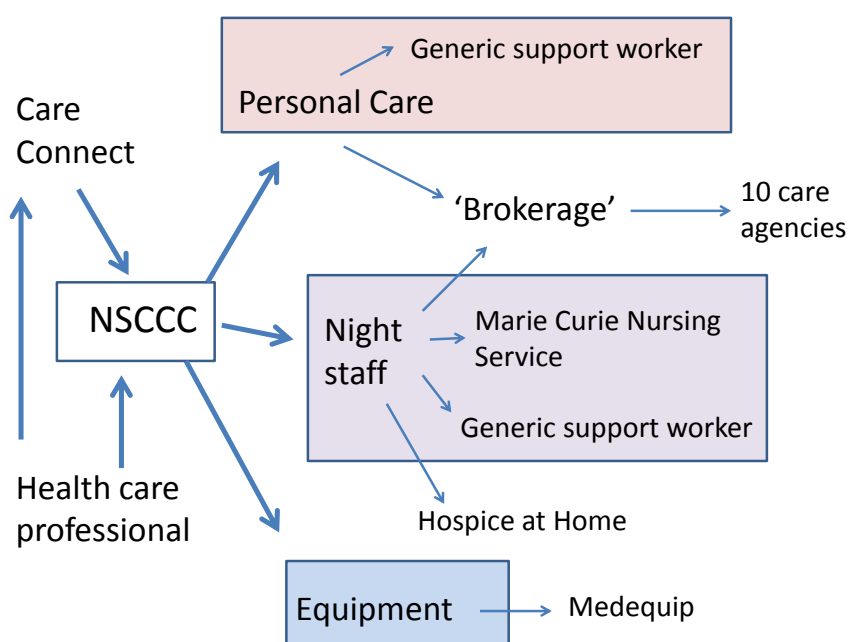 Generic support worker
Personal Care
Care
Connect
‘Brokerage’
10 care
agencies
NSCCC
Night
staff
Marie Curie Nursing
Service
Generic support worker
Health care
professional
Hospice at Home
Equipment
Medequip